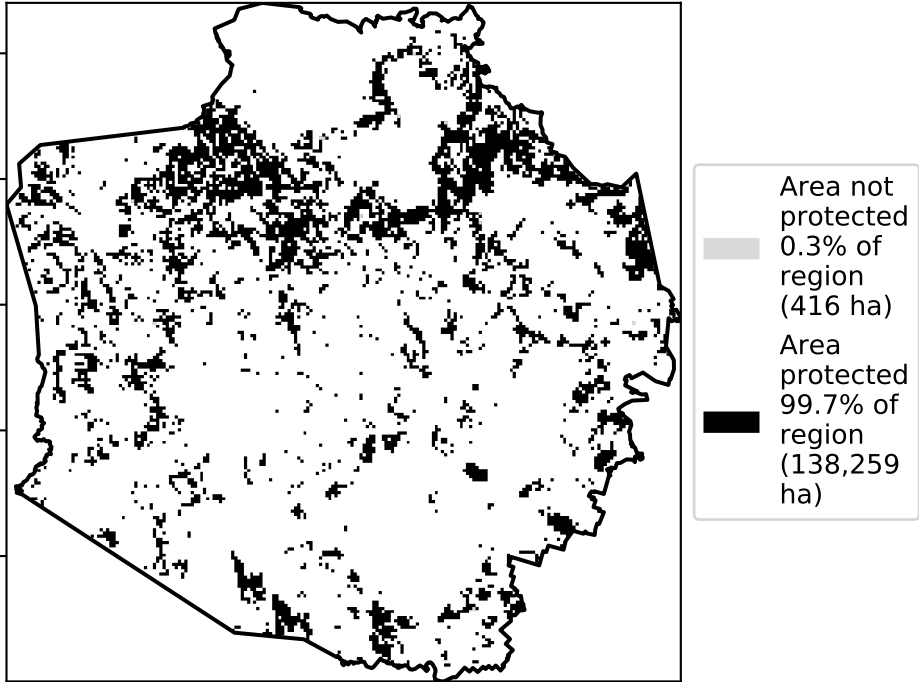 Area not
protected
0.3% of
region
(416 ha)
Area
protected
99.7% of
region
(138,259
ha)